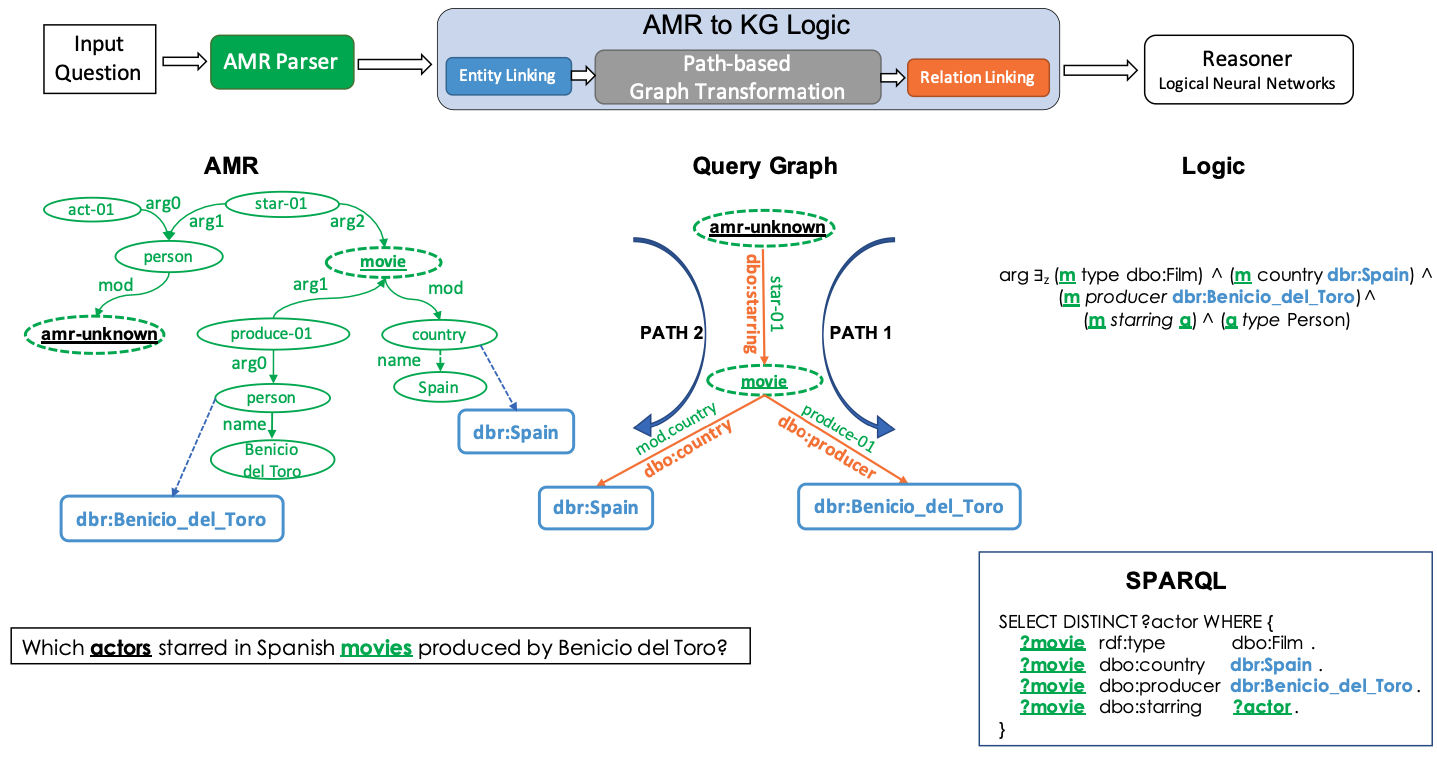 Input
Question
AMR Parser
AMR to KG Logic
Entity Linking
Path-based
Graph Transformation
Relation Linking
Reasoner
Logical Neural Networks
AMR
act-01
arg0
arg1
star-01
arg2
person
movie
mod
arg1
mod
amr-unknown
produce-01
country
arg0
name
Spain
person
name
Benicio
del Toro
dbr:Spain
dbr:Benicio_del_Toro
Query Graph
amr-unknown
dbo:starring
star-01
PATH 2
PATH 1
movie
mod.country
dbo:country
produce-01
dbo:producer
dbr:Spain
dbr:Benicio_del_Toro
Logic
arg ∃z (m type dbo:Film) ^ (m country dbr:Spain) ^
(m producer dbr:Benicio_del_Toro) ^
(m starring a) ^ (a type Person)
Which actors starred in Spanish movies produced by Benicio del Toro?
SPARQL
SELECT DISTINCT ?actor WHERE {
?movie rdf:type dbo:Film .
?movie dbo:country dbr:Spain .
?movie dbo:producer dbr:Benicio_del_Toro .
?movie dbo:starring ?actor .
}